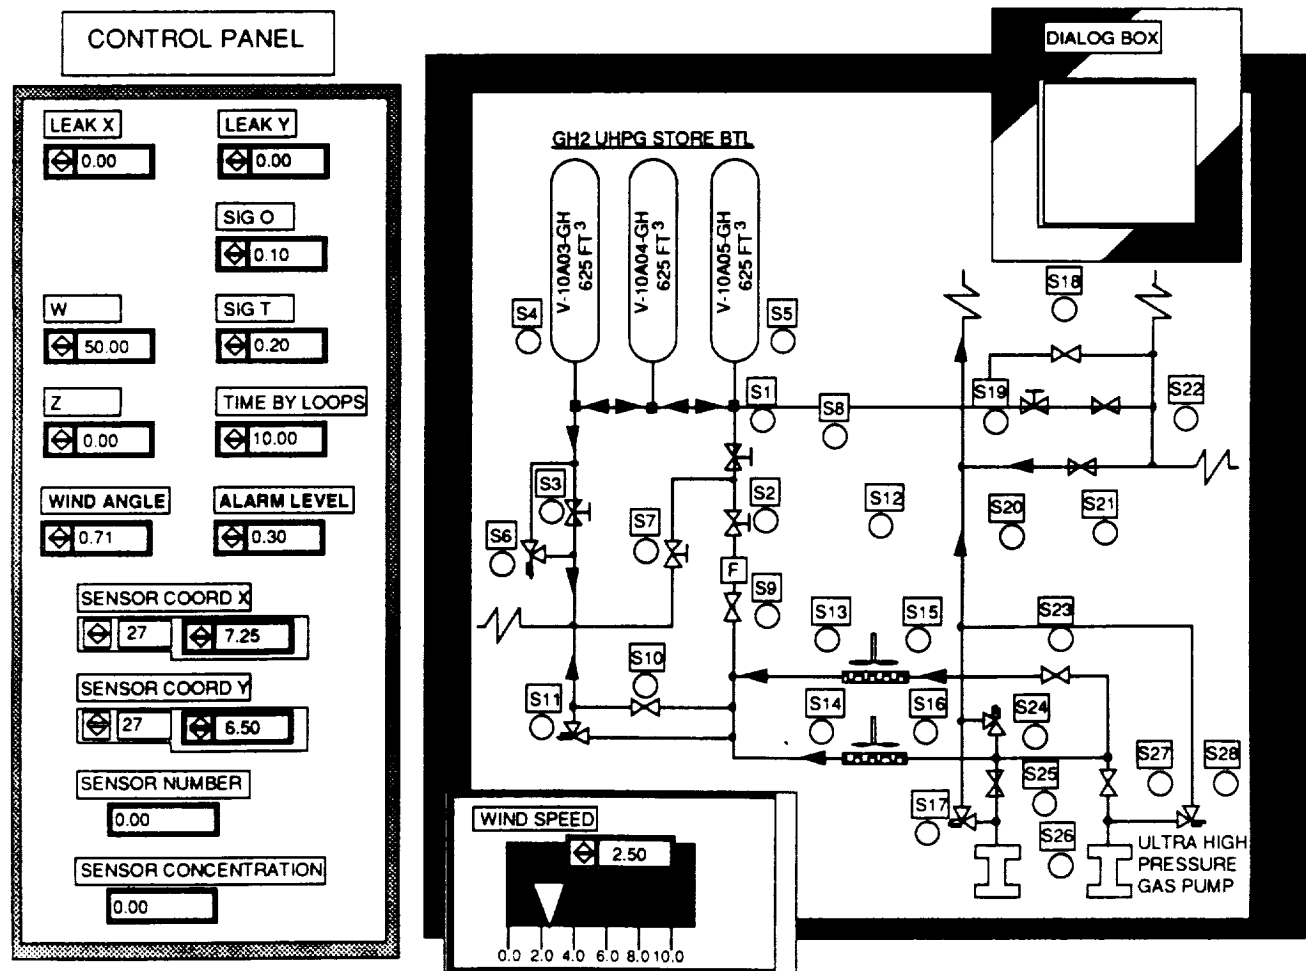 CONTROL PANEL
LEAK X
LEAK Y
0.00
0.00
SIG O
0.10
W
SIG T
50.00
0.20
Z
TIME BY LOOPS
0.00
10.00
WIND ANGLE
ALARM LEVEL
0.71
0.30
SENSOR COORD X
27
7.25
SENSOR COORD Y
27
6.50
SENSOR NUMBER
0.00
SENSOR CONCENTRATION
0.00
DIALOG BOX
GH2 UHPG STORE BTL
V-10A03-GH
625 FT3
V-10A04-GH
625 FT3
V-10A05-GH
625 FT3
S4
S5
S18
S1
S8
S19
S22
S3
S7
S2
S12
S20
S21
S6
F
S9
S13
S15
S23
S10
S11
S14
S16
S24
S25
S27
S28
S17
S26
ULTRA HIGH
PRESSURE
GAS PUMP
WIND SPEED
2.50
0.0 2.0 4.0 6.0 8.0 10.0